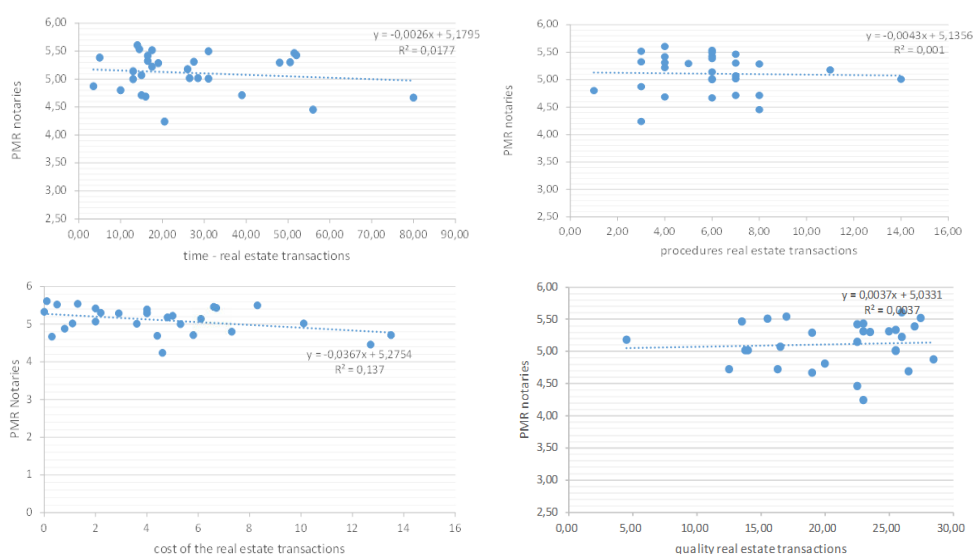 6,00
5,50
5,00
4,50
4,00
3,50
3,00
2,50
PMR notaries
y = -0,0026x + 5,1795
R² = 0,0177
0,00 10,00 20,00 30,00 40,00 50,00 60,00 70,00 80,00 90,00
time - real estate transactions
6,00
5,50
5,00
4,50
4,00
3,50
3,00
2,50
PMR notaries
y = -0,0043x + 5,1356
R² = 0,001
0,00 2,00 4,00 6,00 8,00 10,00 12,00 14,00 16,00
procedures real estate transactions
6
5
4
3
2
1
0
PMR Notaries
y = -0,0367x + 5,2754
R² = 0,137
0 2 4 6 8 10 12 14 16
cost of the real estate transactions
6,00
5,50
5,00
4,50
4,00
3,50
3,00
2,50
PMR notaries
y = 0,0037x + 5,0331
R² = 0,0037
0,00 5,00 10,00 15,00 20,00 25,00 30,00
quality real estate transactions